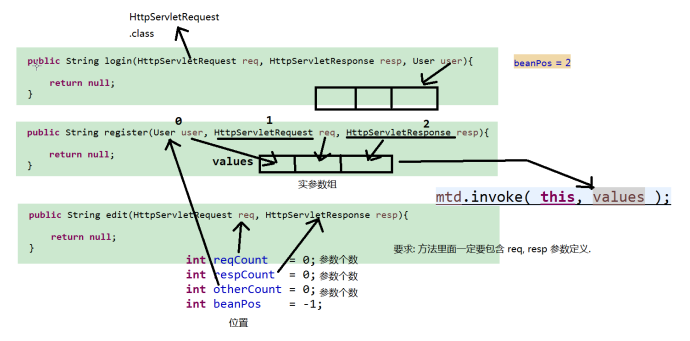 HttpServletRequest
.class
public String login(HttpServletRequest req, HttpServletResponse resp, User user){
beanPos = 2
return null;
}
0
1
2
public String register(User user, HttpServletRequest req, HttpServletResponse resp){
return null;
values
}
实参数组
mtd.invoke( this, values );
public String edit(HttpServletRequest req, HttpServletResponse resp){
return null;
}
要求: 方法里面一定要包含 req, resp 参数定义.
int reqCount = 0; 参数个数
int respCount = 0; 参数个数
int otherCount = 0; 参数个数
int beanPos = -1;
位置